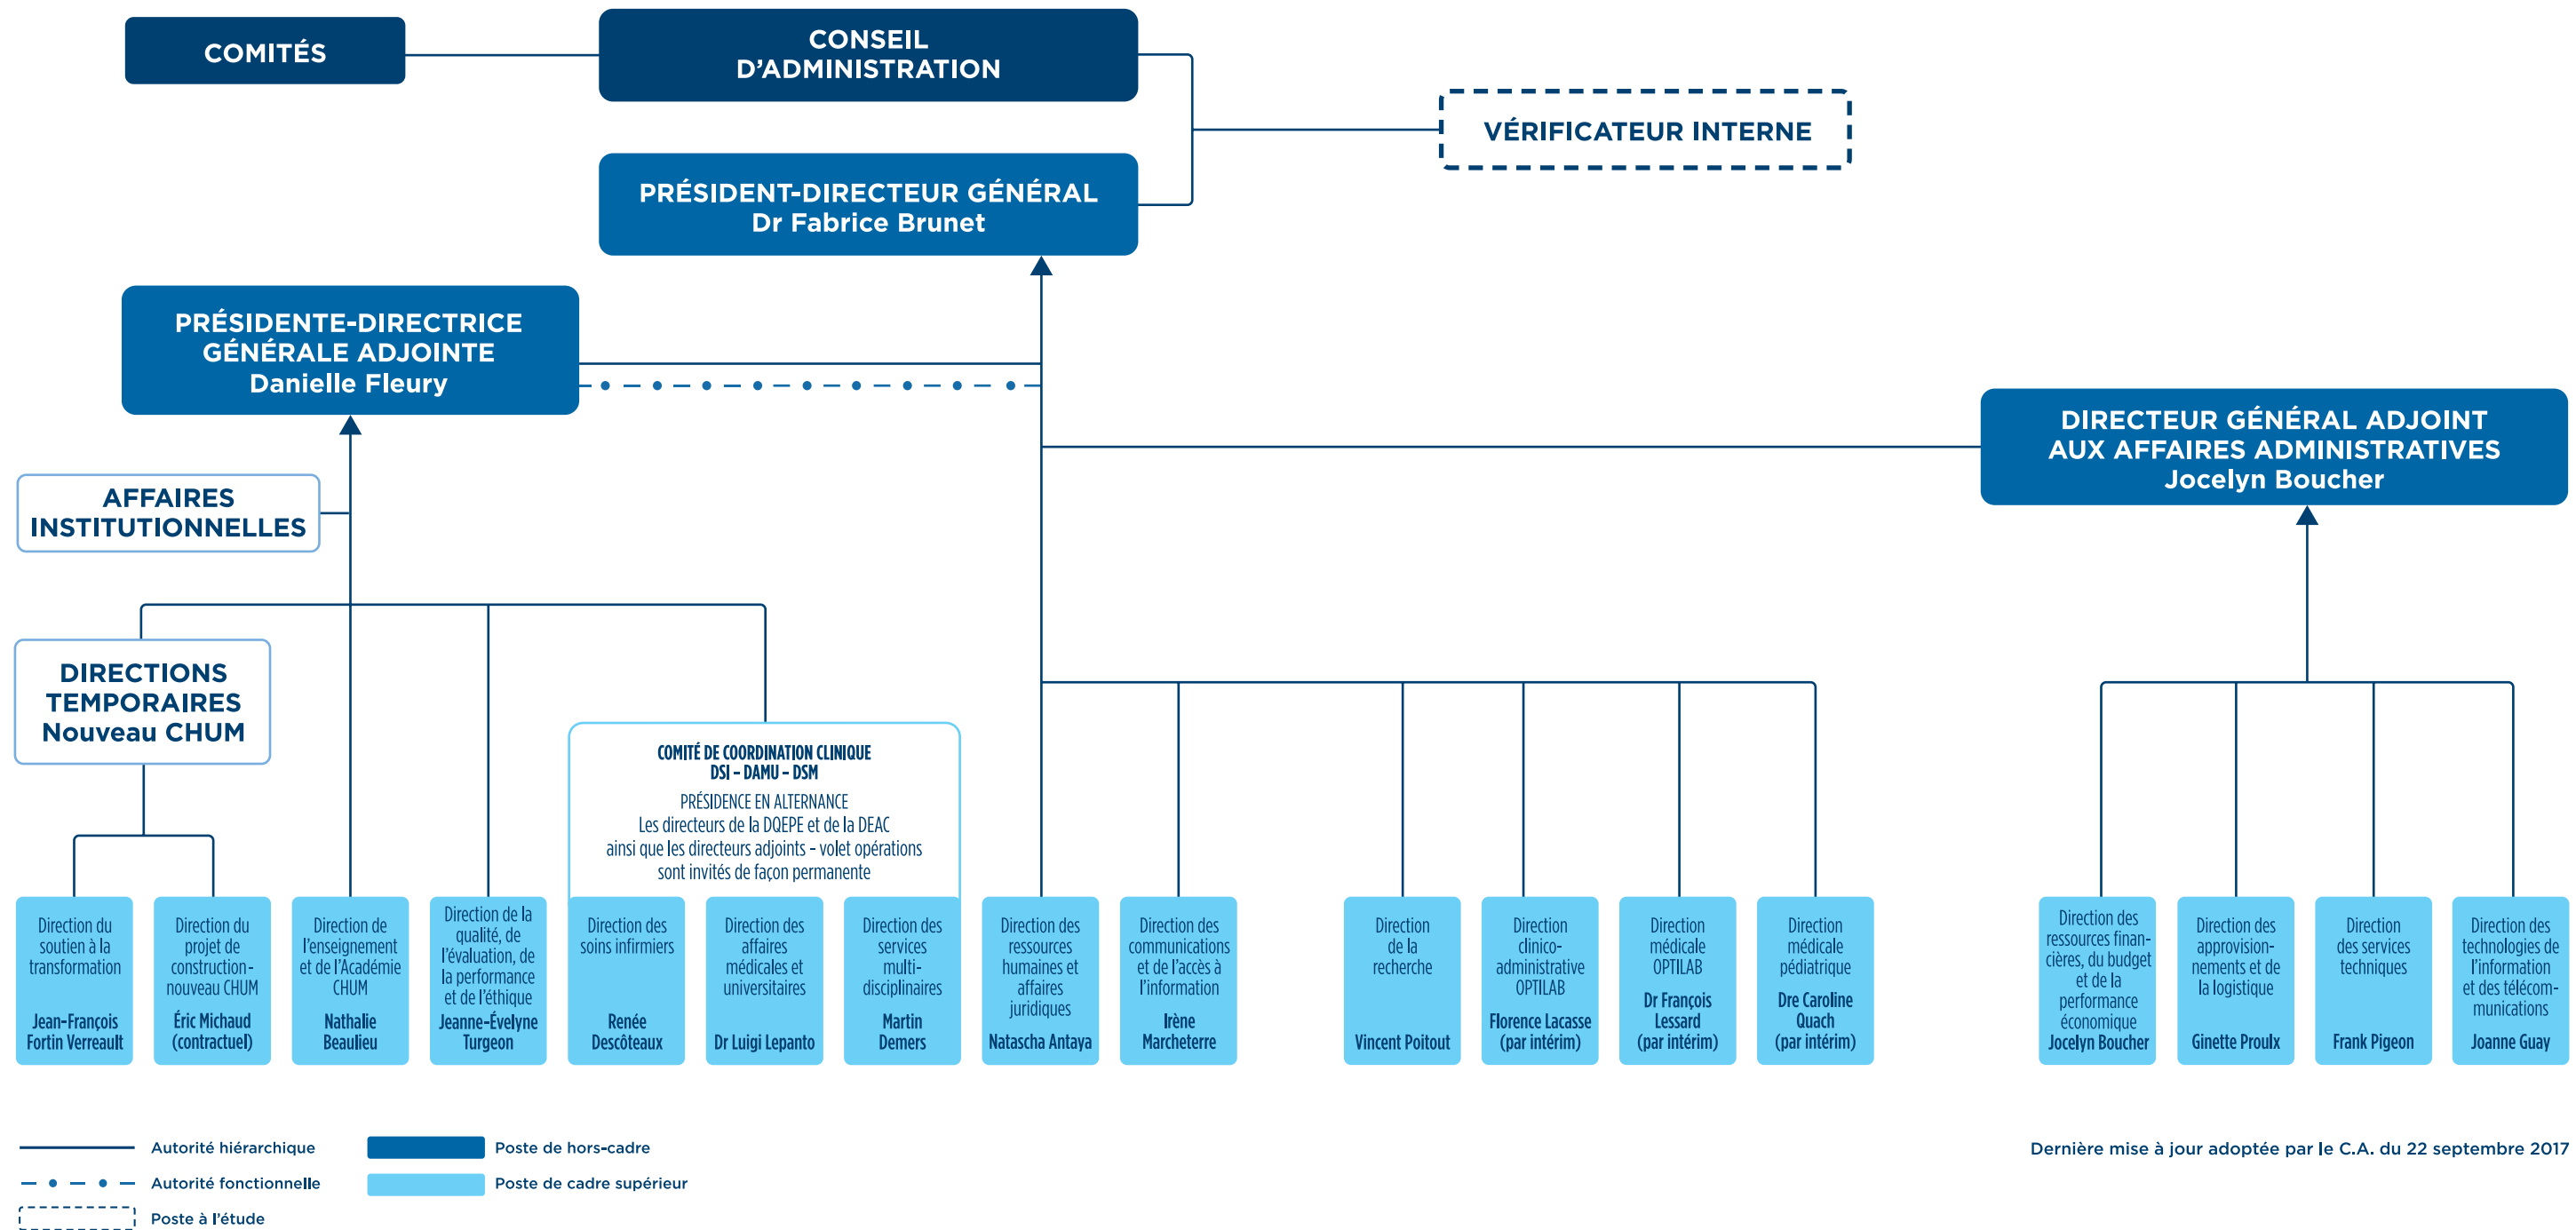 COMITÉS
CONSEIL
D'ADMINISTRATION
VÉRIFICATEUR INTERNE
PRÉSIDENT-DIRECTEUR GÉNÉRAL
Dr Fabrice Brunet
PRÉSIDENTE-DIRECTRICE
GÉNÉRALE ADJOINTE
Danielle Fleury
DIRECTEUR GÉNÉRAL ADJOINT
AUX AFFAIRES ADMINISTRATIVES
Jocelyn Boucher
AFFAIRES
INSTITUTIONNELLES
DIRECTIONS
TEMPORAIRES
Nouveau CHUM
COMITÉ DE COORDINATION CLINIQUE
DSI – DAMU – DSM
PRÉSIDENCE EN ALTERNANCE
Les directeurs de la DQEPE et de la DEAC
ainsi que les directeurs adjoints – volet opérations
sont invités de façon permanente
Direction du
soutien à la
transformation
Jean-François
Fortin Verreault
Direction du
projet de
construction–
nouveau CHUM
Éric Michaud
(contractuel)
Direction de
l'enseignement
et de l'Académie
CHUM
Nathalie
Beaulieu
Direction de la
qualité, de
l'évaluation, de
la performance
et de l'éthique
Jeanne-Évelyne
Turgeon
Direction des
soins infirmiers
Renée
Descôteaux
Direction des
affaires
médicales et
universitaires
Dr Luigi Lepanto
Direction des
services
multi-
disciplinaires
Martin
Demers
Direction des
ressources
humaines et
affaires
juridiques
Natascha Antaya
Direction des
communications
et de l'accès à
l'information
Irène
Marcheterre
Direction
de la
recherche
Vincent Poitout
Direction
clinico-
administrative
OPTILAB
Florence Lacasse
(par intérim)
Direction
médicale
OPTILAB
Dr François
Lessard
(par intérim)
Direction
médicale
pédiatrique
Dre Caroline
Quach
(par intérim)
Direction des
ressources finan-
cières, du budget
et de la
performance
économique
Jocelyn Boucher
Direction des
approvision-
nements et de
la logistique
Ginette Proulx
Direction
des services
techniques
Frank Pigeon
Direction des
technologies de
l'information
et des télécom-
munications
Joanne Guay
Autorité hiérarchique
Poste de hors-cadre
Dernière mise à jour adoptée par le C.A. du 22 septembre 2017
Autorité fonctionnelle
Poste de cadre supérieur
Poste à l'étude